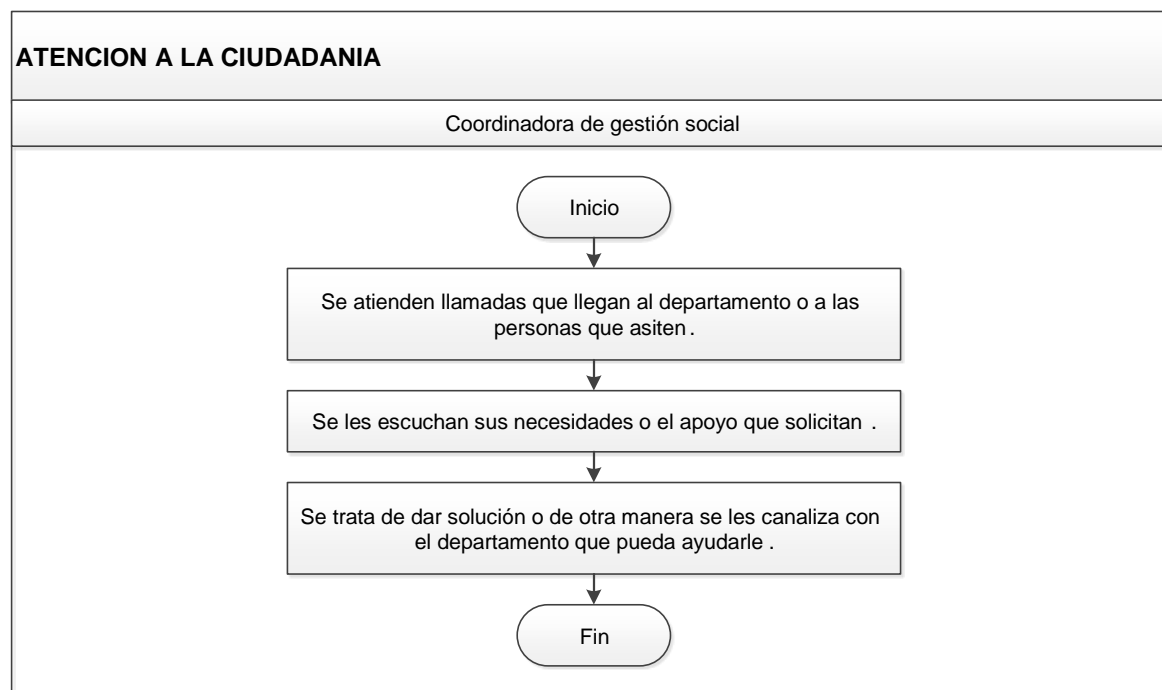 ATENCION A LA CIUDADANIA
Coordinadora de gestión social
Inicio
Se atienden llamadas que llegan al departamento o a las
personas que asiten .
Se les escuchan sus necesidades o el apoyo que solicitan .
Se trata de dar solución o de otra manera se les canaliza con
el departamento que pueda ayudarle .
Fin